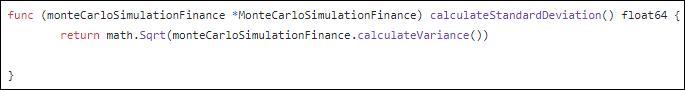 func (monteCarloSimulationFinance *MonteCarloSimulationFinance) calculateStandardDeviation() float64 {
return math.Sqrt(monteCarloSimulationFinance.calculateVariance())
}